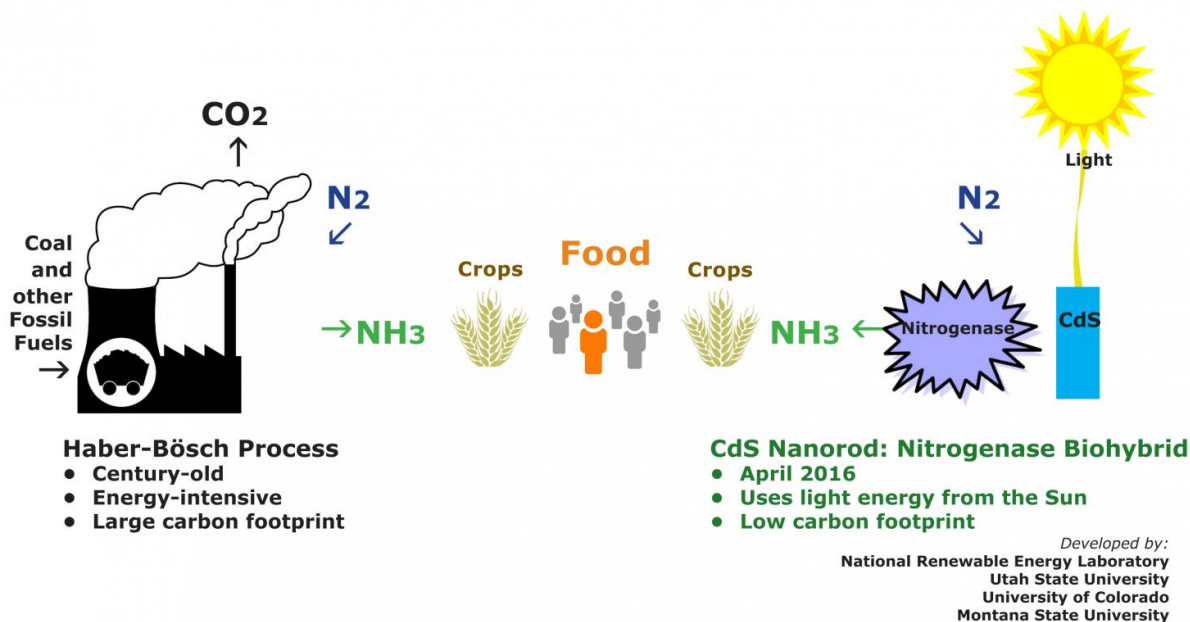 CO2
N2
Coal
and
other
Fossil
Fuels
NH3
Crops
Food
Crops
NH3
N2
Light
Nitrogenase
CdS
Haber-Bösch Process
● Century-old
● Energy-intensive
● Large carbon footprint
CdS Nanorod: Nitrogenase Biohybrid
● April 2016
● Uses light energy from the Sun
● Low carbon footprint
Developed by:
National Renewable Energy Laboratory
Utah State University
University of Colorado
Montana State University